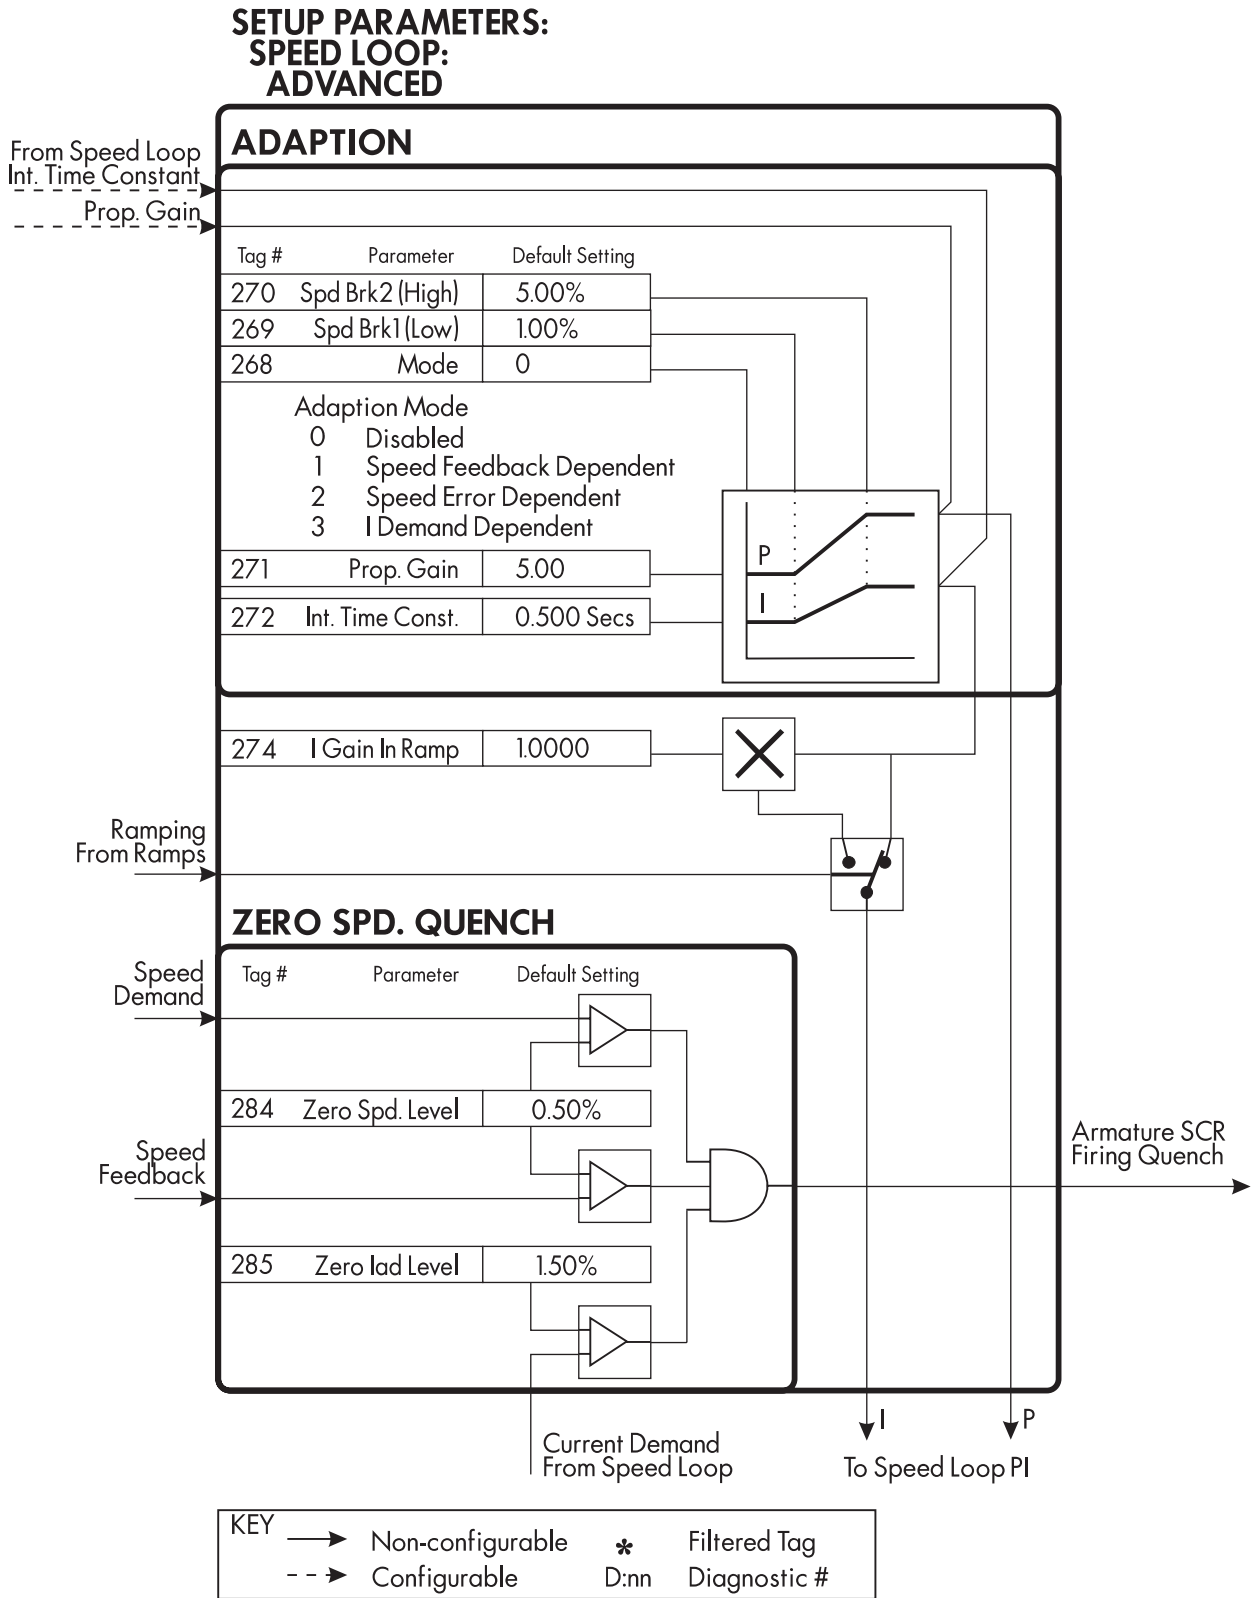 SETUP PARAMETERS:
SPEED LOOP:
ADVANCED
ADAPTION
From Speed Loop
Int. Time Constant
Prop. Gain
Tag # Parameter Default Setting
270 Spd Brk2 (High) 5.00%
269 Spd Brk1(Low) 1.00%
268 Mode 0
Adaption Mode
0 Disabled
1 Speed Feedback Dependent
2 Speed Error Dependent
3 I Demand Dependent
P
271 Prop. Gain 5.00
I
272 Int. Time Const. 0.500 Secs
274 I Gain In Ramp 1.0000
Ramping
From Ramps
ZERO SPD. QUENCH
Speed
Demand
Tag # Parameter Default Setting
284 Zero Spd. Level 0.50%
Speed
Feedback
Armature SCR
Firing Quench
285 Zero Iad Level 1.50%
I P
Current Demand
From Speed Loop
To Speed Loop PI
KEY
Non-configurable * Filtered Tag
Configurable D:nn Diagnostic #